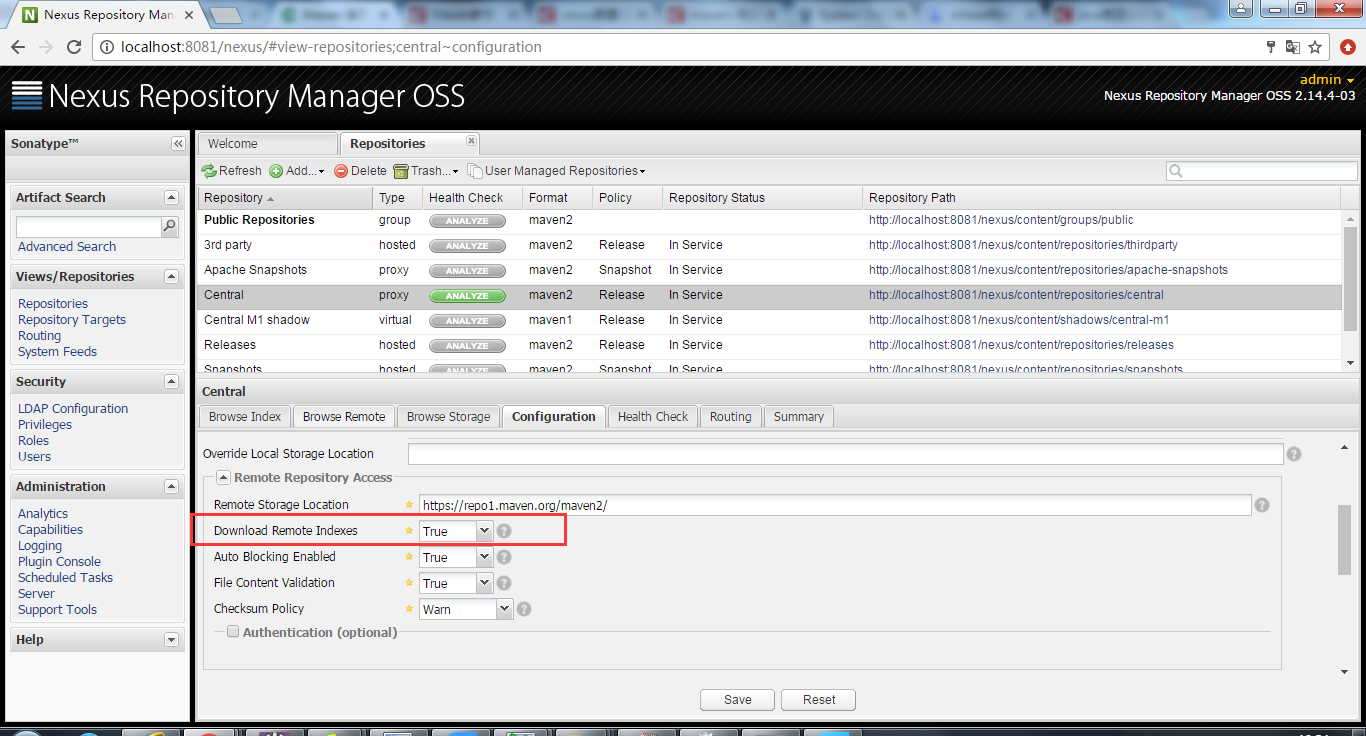 Nexus Repository Man
localhost:8081/nexus/#view-repositories;central~configuration
Nexus Repository Manager OSS
admin
Nexus Repository Manager OSS 2.14.4-03
Sonatype™
Welcome
Repositories
Refresh Add... Delete Trash... User Managed Repositories
Artifact Search
Advanced Search
Views/Repositories
Repositories
Repository Targets
Routing
System Feeds
Security
LDAP Configuration
Privileges
Roles
Users
Administration
Analytics
Capabilities
Logging
Plugin Console
Scheduled Tasks
Server
Support Tools
Help
Repository Type Health Check Format Policy Repository Status Repository Path
Public Repositories group ANALYZE maven2 http://localhost:8081/nexus/content/groups/public
3rd party hosted ANALYZE maven2 Release In Service http://localhost:8081/nexus/content/repositories/thirdparty
Apache Snapshots proxy ANALYZE maven2 Snapshot In Service http://localhost:8081/nexus/content/repositories/apache-snapshots
Central proxy ANALYZE maven2 Release In Service http://localhost:8081/nexus/content/repositories/central
Central M1 shadow virtual ANALYZE maven1 Release In Service http://localhost:8081/nexus/content/shadows/central-m1
Releases hosted ANALYZE maven2 Release In Service http://localhost:8081/nexus/content/repositories/releases
Snapshots hosted ANALYZE maven2 Snapshot In Service http://localhost:8081/nexus/content/repositories/snapshots
Central
Browse Index Browse Remote Browse Storage Configuration Health Check Routing Summary
Override Local Storage Location
Remote Repository Access
Remote Storage Location https://repo1.maven.org/maven2/
Download Remote Indexes True
Auto Blocking Enabled True
File Content Validation True
Checksum Policy Warn
Authentication (optional)
Save Reset